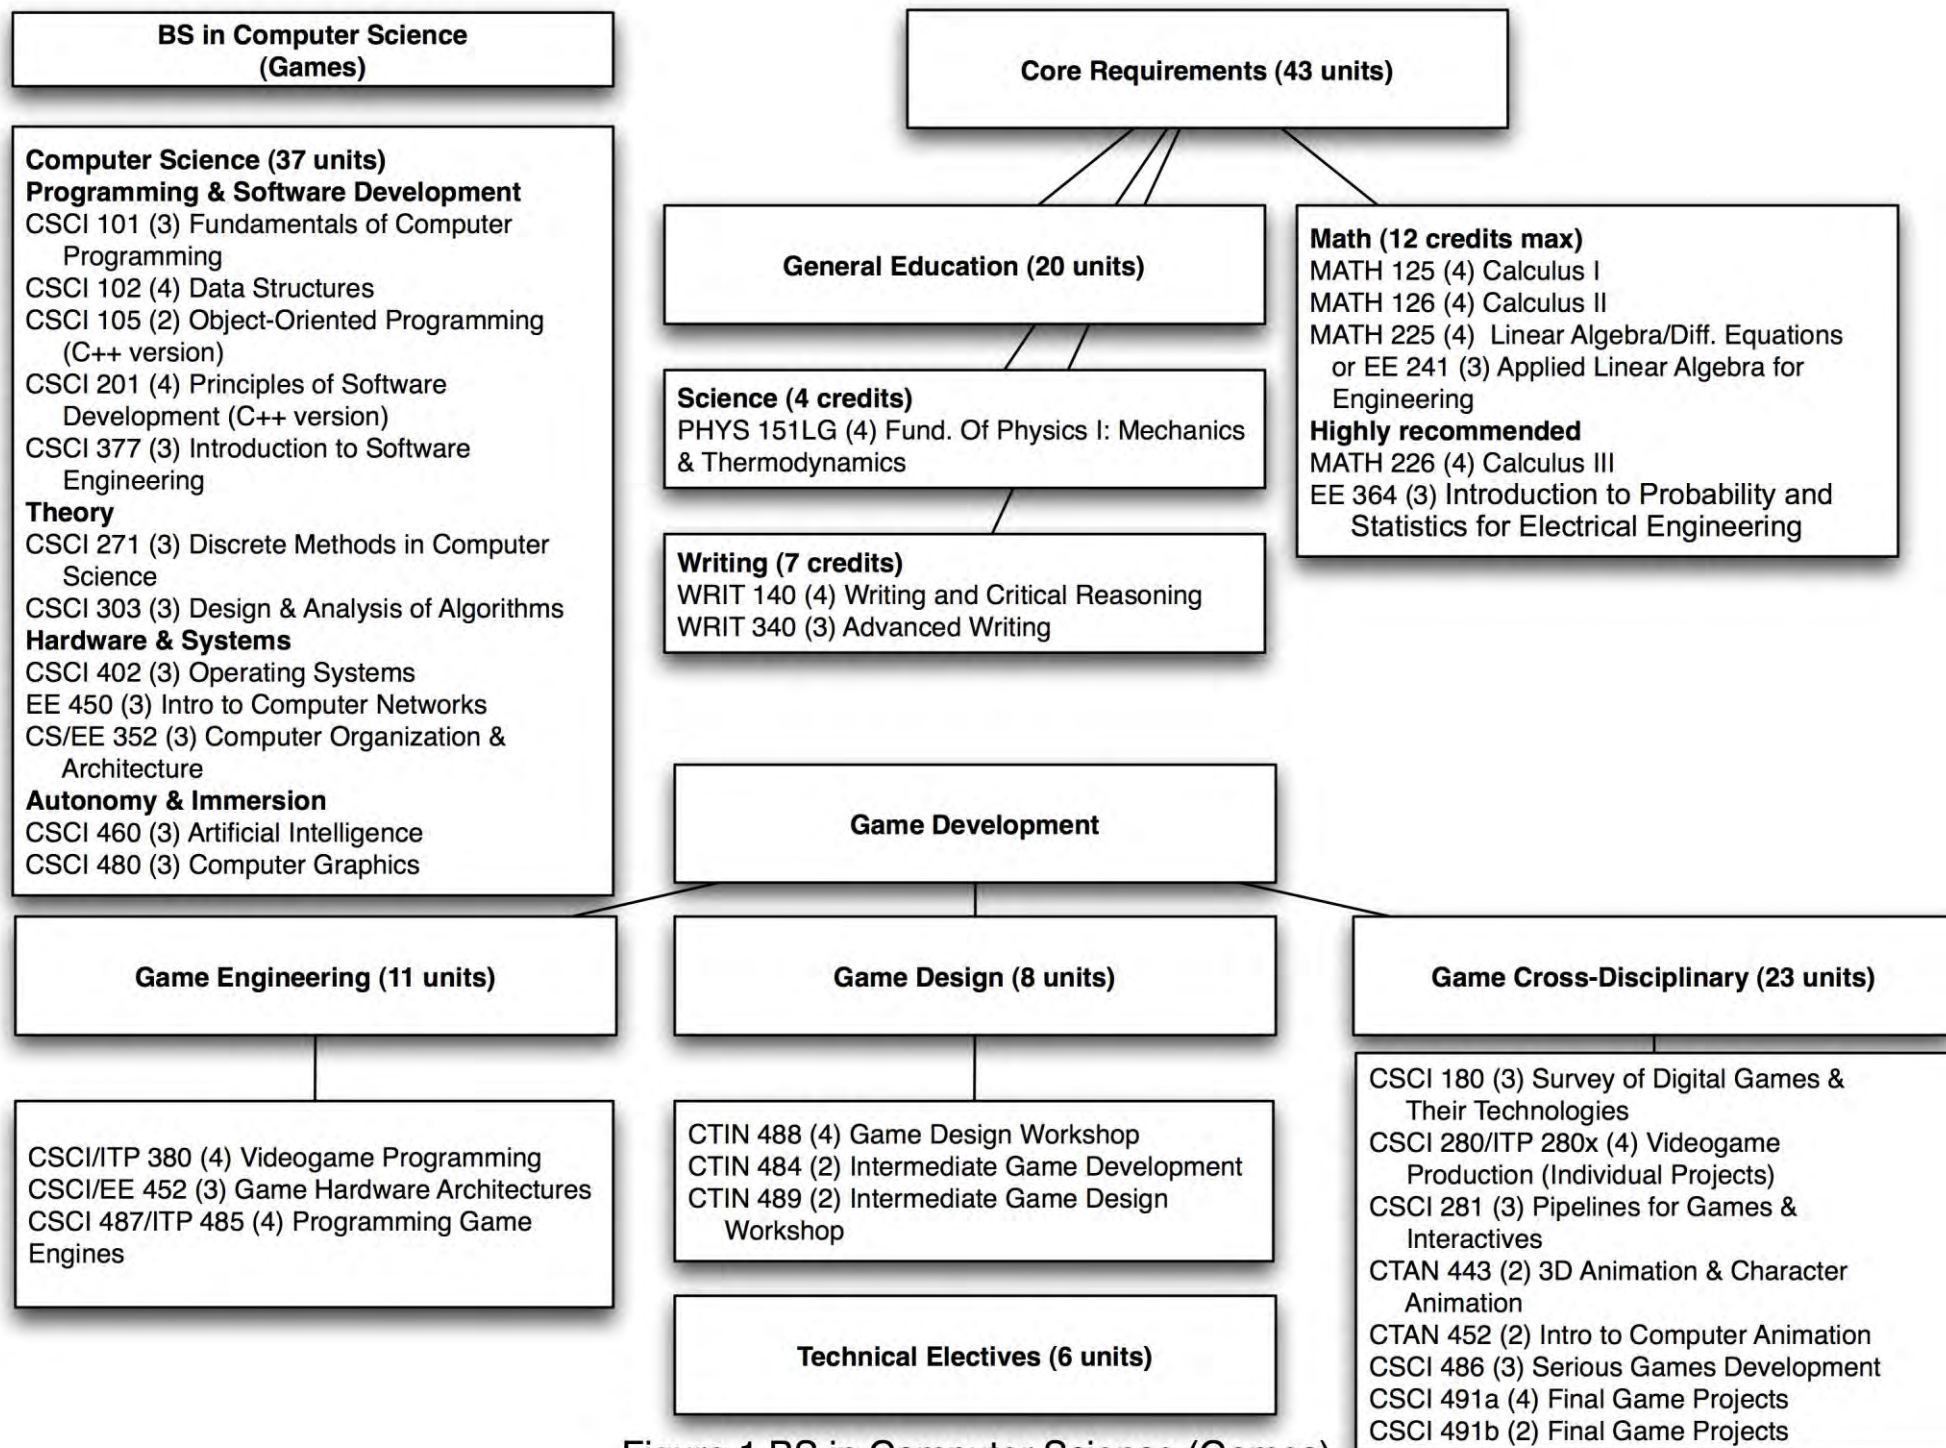 BS in Computer Science
(Games)
Core Requirements (43 units)
Computer Science (37 units)
Programming & Software Development
CSCI 101 (3) Fundamentals of Computer
Programming
CSCI 102 (4) Data Structures
CSCI 105 (2) Object-Oriented Programming
(C++ version)
CSCI 201 (4) Principles of Software
Development (C++ version)
CSCI 377 (3) Introduction to Software
Engineering
Theory
CSCI 271 (3) Discrete Methods in Computer
Science
CSCI 303 (3) Design & Analysis of Algorithms
Hardware & Systems
CSCI 402 (3) Operating Systems
EE 450 (3) Intro to Computer Networks
CS/EE 352 (3) Computer Organization &
Architecture
Autonomy & Immersion
CSCI 460 (3) Artificial Intelligence
CSCI 480 (3) Computer Graphics
General Education (20 units)
Science (4 credits)
PHYS 151LG (4) Fund. Of Physics I: Mechanics
& Thermodynamics
Writing (7 credits)
WRIT 140 (4) Writing and Critical Reasoning
WRIT 340 (3) Advanced Writing
Math (12 credits max)
MATH 125 (4) Calculus I
MATH 126 (4) Calculus II
MATH 225 (4) Linear Algebra/Diff. Equations
or EE 241 (3) Applied Linear Algebra for
Engineering
Highly recommended
MATH 226 (4) Calculus III
EE 364 (3) Introduction to Probability and
Statistics for Electrical Engineering
Game Development
Game Engineering (11 units)
CSCI/ITP 380 (4) Videogame Programming
CSCI/EE 452 (3) Game Hardware Architectures
CSCI 487/ITP 485 (4) Programming Game
Engines
Game Design (8 units)
CTIN 488 (4) Game Design Workshop
CTIN 484 (2) Intermediate Game Development
CTIN 489 (2) Intermediate Game Design
Workshop
Technical Electives (6 units)
Game Cross-Disciplinary (23 units)
CSCI 180 (3) Survey of Digital Games &
Their Technologies
CSCI 280/ITP 280x (4) Videogame
Production (Individual Projects)
CSCI 281 (3) Pipelines for Games &
Interactives
CTAN 443 (2) 3D Animation & Character
Animation
CTAN 452 (2) Intro to Computer Animation
CSCI 486 (3) Serious Games Development
CSCI 491a (4) Final Game Projects
CSCI 491b (2) Final Game Projects
Figure 1 BS in Computer Science (Games)